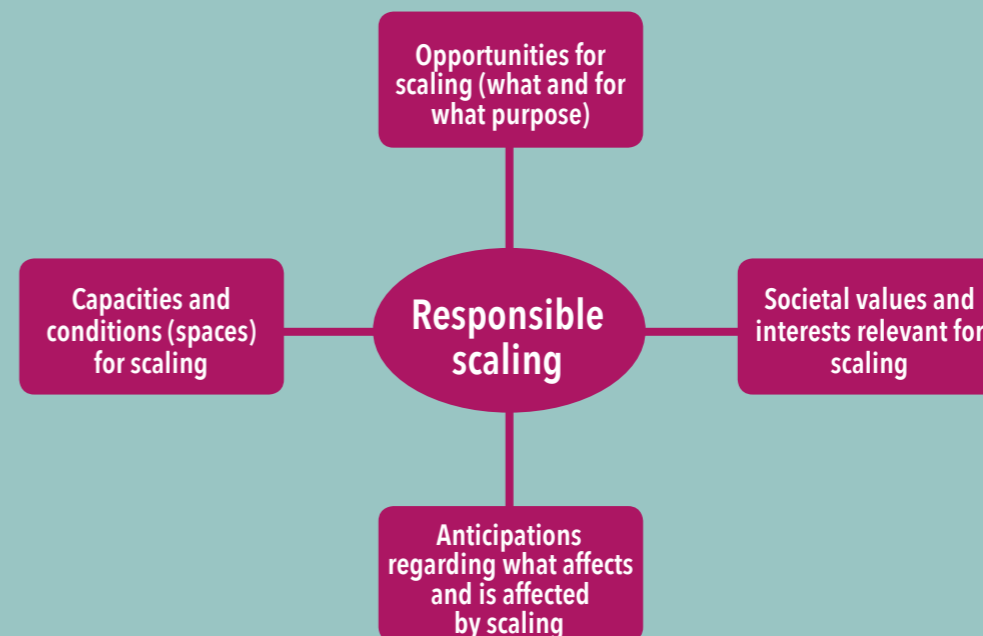 Opportunities for
scaling (what and for
what purpose)
Capacities and
conditions (spaces)
for scaling
Responsible
scaling
Societal values and
interests relevant for
scaling
Anticipations
regarding what affects
and is affected
by scaling